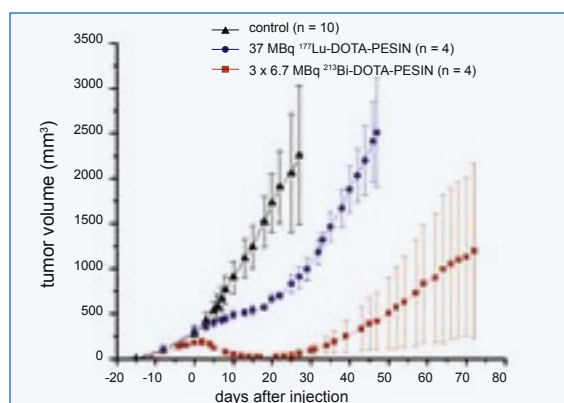 control (n = 10)
37 MBq ¹⁷⁷Lu-DOTA-PESIN (n = 4)
3 x 6.7 MBq ²¹³Bi-DOTA-PESIN (n = 4)
3500
3000
2500
2000
1500
1000
500
0
tumor volume (mm³)
-20 -10 0 10 20 30 40 50 60 70 80
days after injection